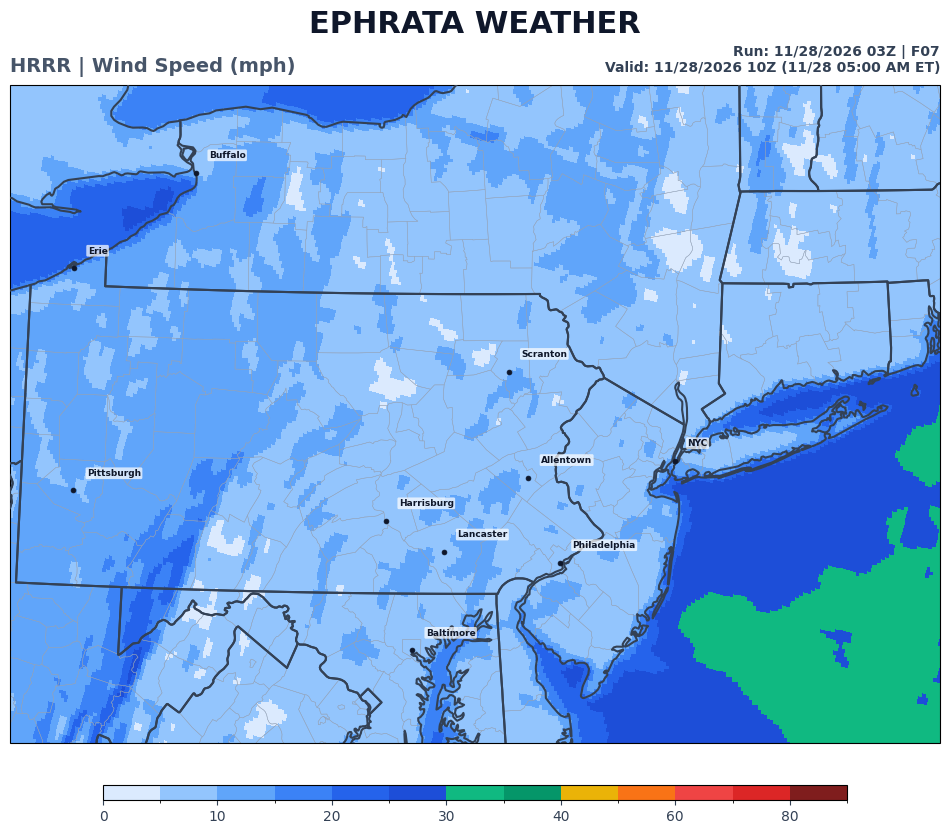 EPHRATA WEATHER
HRRR | Wind Speed (mph)
Run: 11/28/2026 03Z | F07
Valid: 11/28/2026 10Z (11/28 05:00 AM ET)
Buffalo
Erie
Scranton
NYC
Allentown
Pittsburgh
Harrisburg
Lancaster
Philadelphia
Baltimore
0 10 20 30 40 60 80